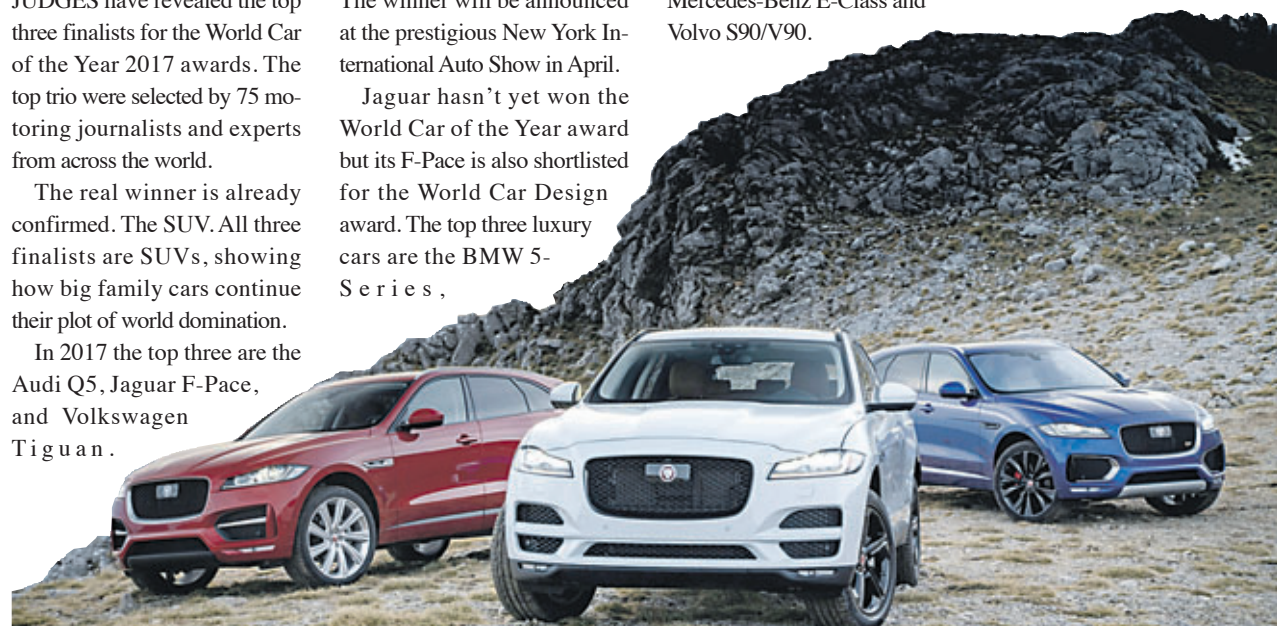 JUDGES have revealed the top
three finalists for the World Car
of the Year 2017 awards. The
top trio were selected by 75 mo-
toring journalists and experts
from across the world.
The real winner is already
confirmed. The SUV. All three
finalists are SUVs, showing
how big family cars continue
their plot of world domination.
In 2017 the top three are the
Audi Q5, Jaguar F-Pace,
and Volkswagen
Tiguan.
The winner will be announced
at the prestigious New York In-
ternational Auto Show in April.
Jaguar hasn’t yet won the
World Car of the Year award
but its F-Pace is also shortlisted
for the World Car Design
award. The top three luxury
cars are the BMW 5-
Series,
Mercedes-Benz E-Class and
Volvo S90/V90.